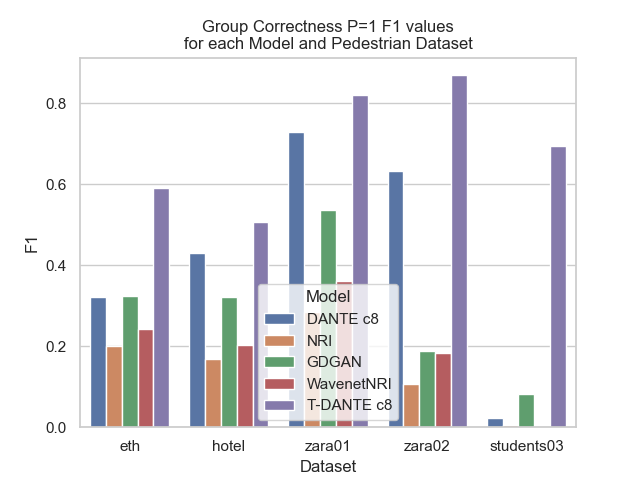 Group Correctness P=1 F1 values
for each Model and Pedestrian Dataset
F1
0.8
0.6
0.4
0.2
0.0
Model
DANTE c8
NRI
GDGAN
WavenetNRI
T-DANTE c8
eth
hotel
zara01
zara02
students03
Dataset